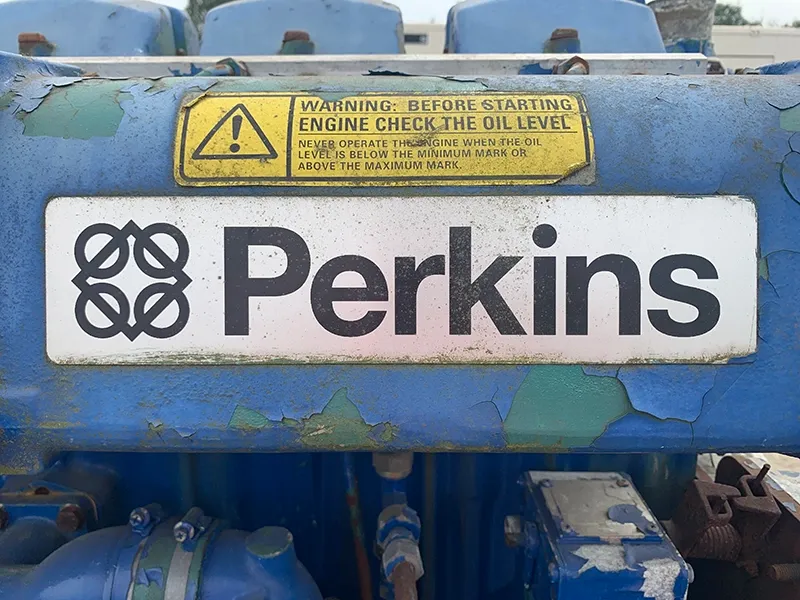 WARNING: BEFORE STARTING
ENGINE CHECK THE OIL LEVEL
NEVER OPERATE THE ENGINE WHEN THE OIL
LEVEL IS BELOW THE MINIMUM MARK OR
ABOVE THE MAXIMUM MARK.
Perkins